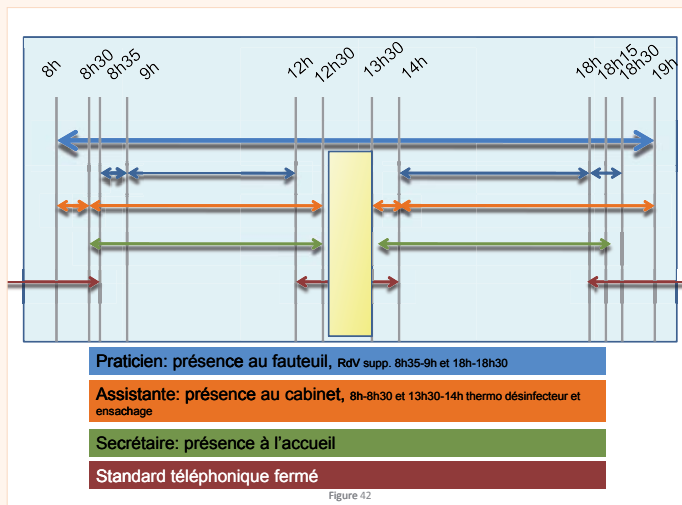 8h 8h30 8h35 9h 12h 12h30 13h30 14h 18h 18h15 18h30 19h
Praticien: présence au fauteuil, RdV supp. 8h35-9h et 18h-18h30
Assistante: présence au cabinet, 8h-8h30 et 13h30-14h thermo désinfecteur et
ensachage
Secrétaire: présence à l'accueil
Standard téléphonique fermé
Figure 42